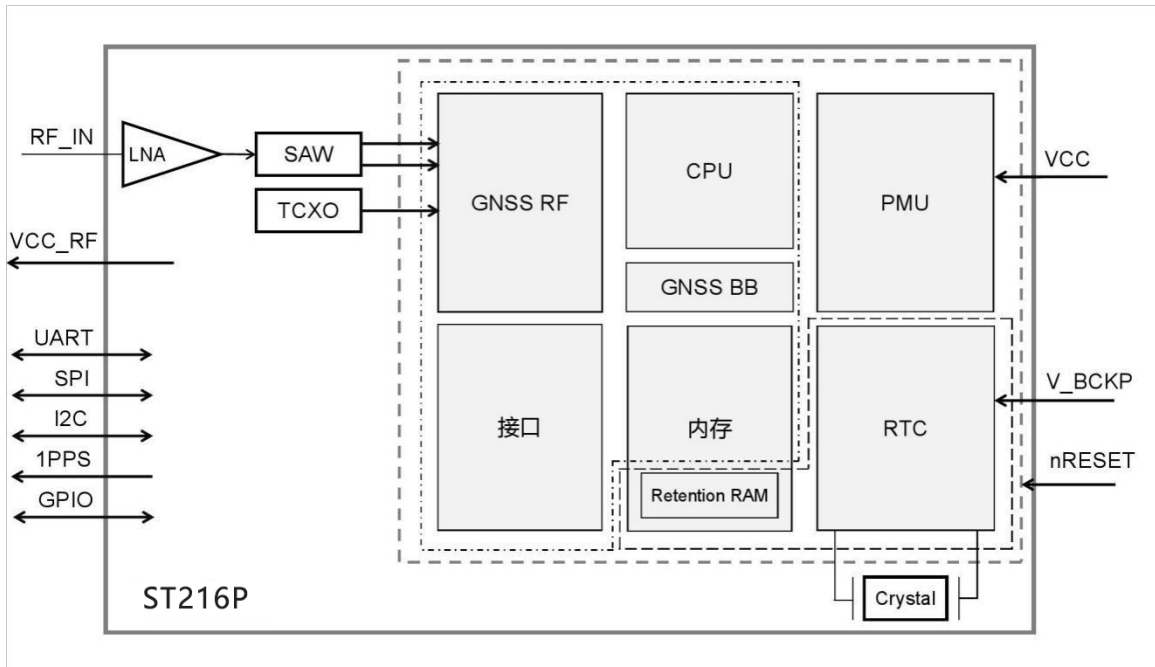 RF_IN
LNA
SAW
TCXO
GNSS RF
CPU
PMU
VCC
VCC_RF
GNSS BB
UART
SPI
I2C
1PPS
GPIO
接口
内存
Retention RAM
RTC
V_BCKP
nRESET
Crystal
ST216P